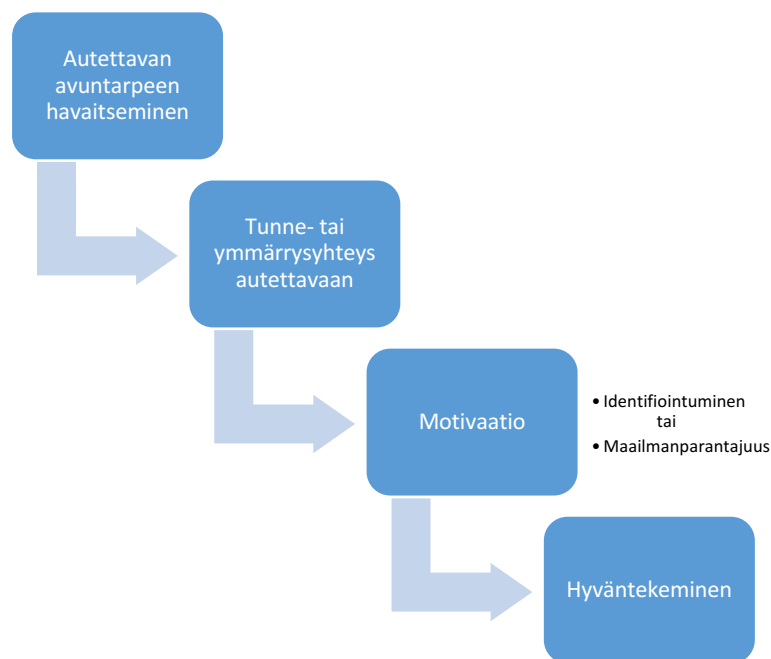 Autettavan
avuntarpeen
havaitseminen
Tunne- tai
ymmärrysyhteys
autettavaan
Motivaatio
• Identifiointuminen
tai
• Maailmanparantajuus
Hyväntekeminen